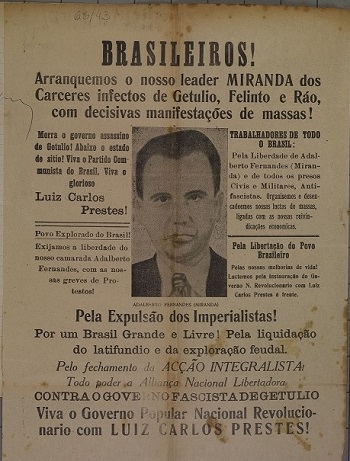 BRASILEIROS!
Arranquemos o nosso leader MIRANDA dos
Carceres infectos de Getulio, Felinto e Ráo,
com decisivas manifestações de massas!
Morra o governo assassino
de Getulio! Abaixo o estado
de sitio! Viva o Partido Com-
munista do Brasil. Viva o
glorioso
Luiz Carlos
Prestes!
Povo Explorado do Brasil!
Exijamos a liberdade do
nosso camarada Adalberto
Fernandes, com as nos-
sas greves de Pro-
testos!
TRABALHADORES DE TODO
O BRASIL:
Pela Liberdade de Adal-
berto Fernandes (Miran-
da) e de todos os presos
Civis e Militares, Anti-
fascistas. Organisemos e desen-
cadeemos nossas luctas de massas,
ligadas com as nossas reivin-
dicações economicas.
Pela Libertação do Povo
Brazileiro
Pelas nossas melhorias de vida!
Luctemos pela instauração do Go-
verno N. Revolucionario com Luiz
Carlos Prestes á frente.
ADALBERTO FERNANDES (MIRANDA)
Pela Expulsão dos Imperialistas!
Por um Brasil Grande e Livre! Pela liquidação
do latifundio e da exploração feudal.
Pelo fechamento da ACÇÃO INTEGRALISTA!
Todo poder a Alliança Nacional Libertadora
CONTRA O GOVERNO FASCISTA DE GETULIO
Viva o Governo Popular Nacional Revolucio-
nario com LUIZ CARLOS PRESTES!